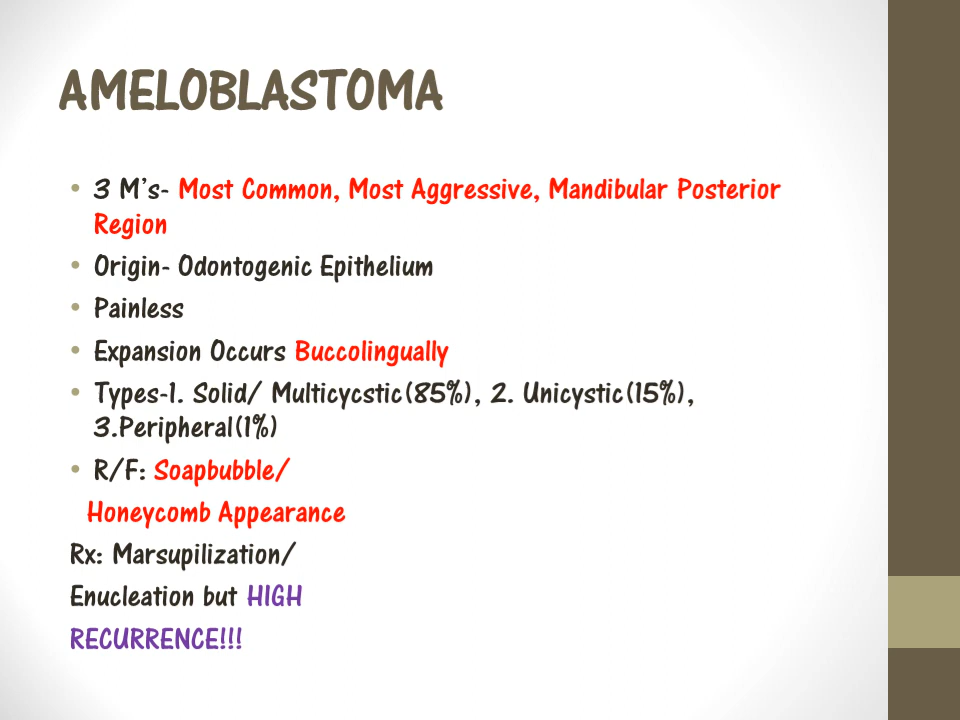 AMELOBLASTOMA
• 3 M's- Most Common, Most Aggressive, Mandibular Posterior
Region
• Origin- Odontogenic Epithelium
• Painless
• Expansion Occurs Buccolingually
• Types-1. Solid/ Multicycstic(85%), 2. Unicystic(15%),
3.Peripheral(1%)
• R/F: Soapbubble/
Honeycomb Appearance
Rx: Marsupilization/
Enucleation but HIGH
RECURRENCE!!!